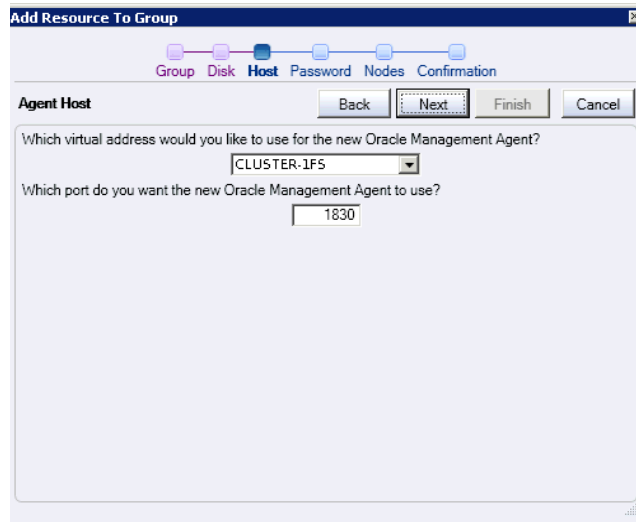 Add Resource To Group
Group Disk Host Password Nodes Confirmation
Agent Host Back Next Finish Cancel
Which virtual address would you like to use for the new Oracle Management Agent?
CLUSTER-1FS
Which port do you want the new Oracle Management Agent to use?
1830